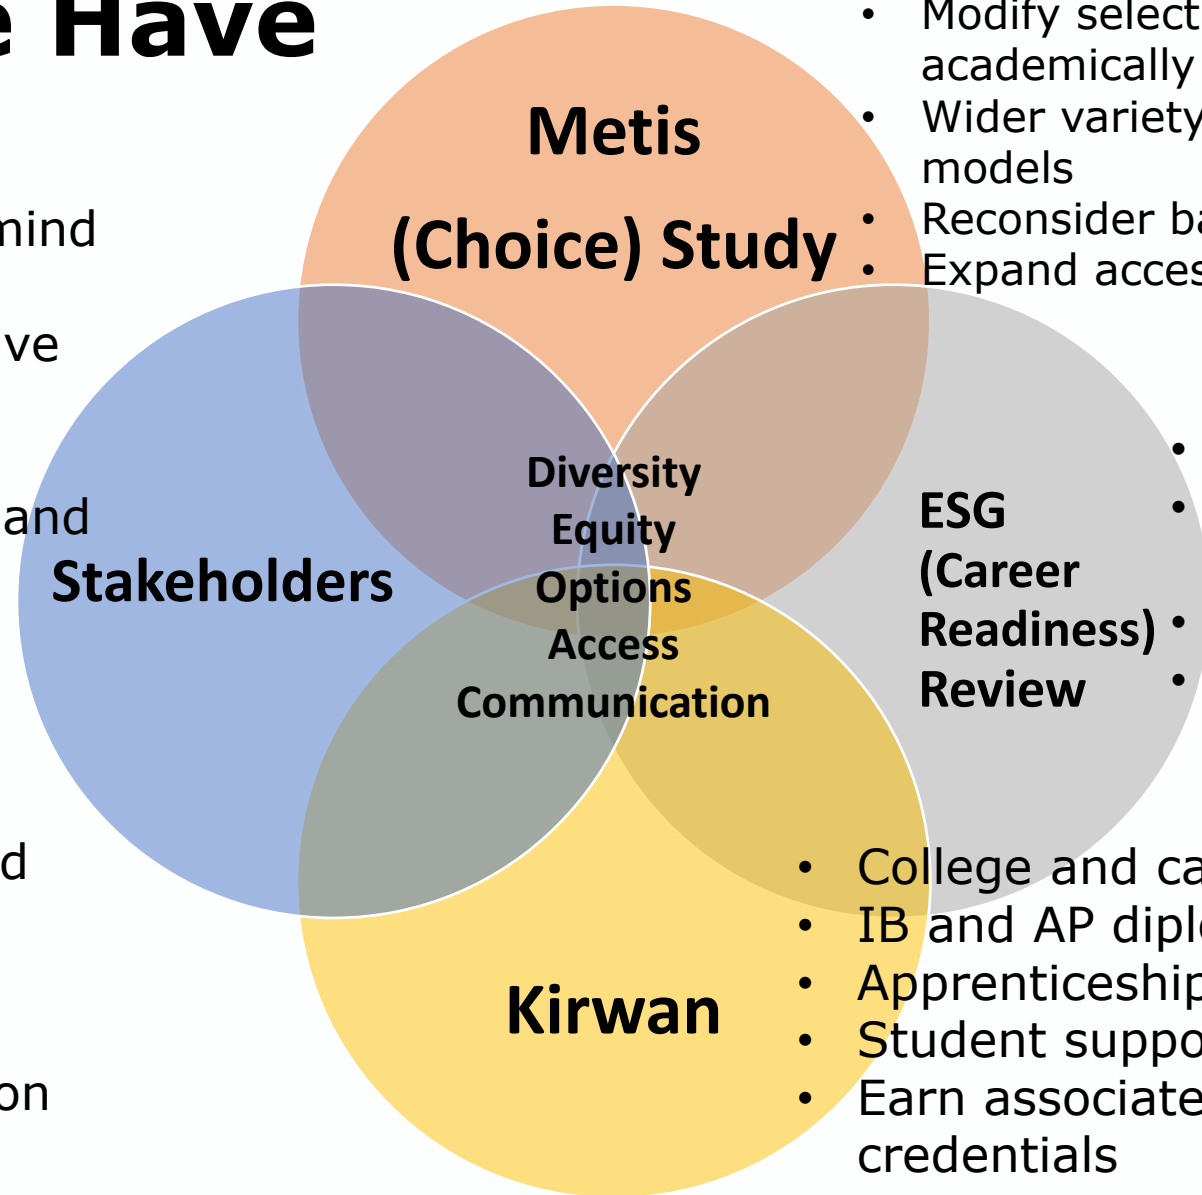 e Have
mind
ve
and
d
on
Metis
(Choice) Study
• Modify select
academically
• Wider variety
models
• Reconsider ba
• Expand acces
Stakeholders
Diversity
Equity
Options
Access
Communication
ESG
(Career
Readiness)
Review
•
•
•
•
Kirwan
• College and ca
• IB and AP dipl
• Apprenticeship
• Student suppo
• Earn associate
credentials